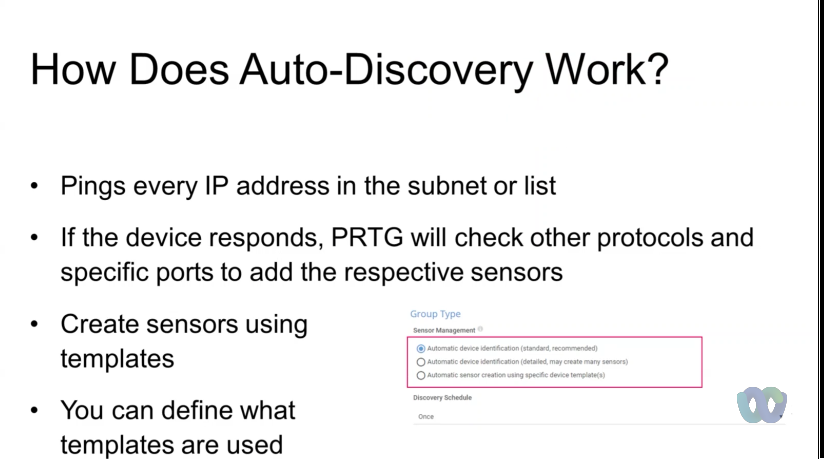 How Does Auto-Discovery Work?
• Pings every IP address in the subnet or list
• If the device responds, PRTG will check other protocols and
specific ports to add the respective sensors
• Create sensors using
templates
• You can define what
templates are used
Group Type
Sensor Management
Automatic device identification (standard, recommended)
Automatic device identification (detailed, may create many sensors)
Automatic sensor creation using specific device template(s)
Discovery Schedule
Once